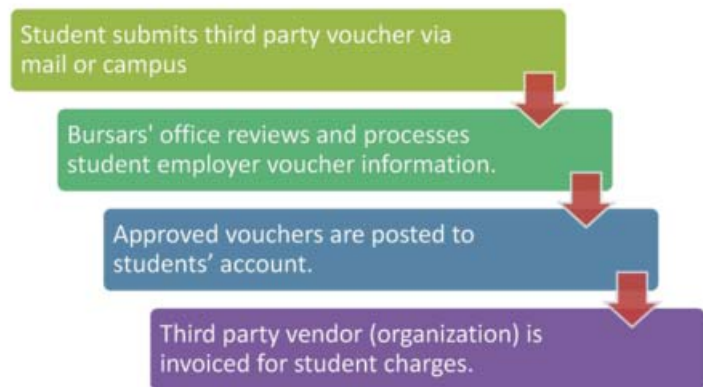 Student submits third party voucher via
mail or campus
Bursars' office reviews and processes
student employer voucher information.
Approved vouchers are posted to
students’ account.
Third party vendor (organization) is
invoiced for student charges.